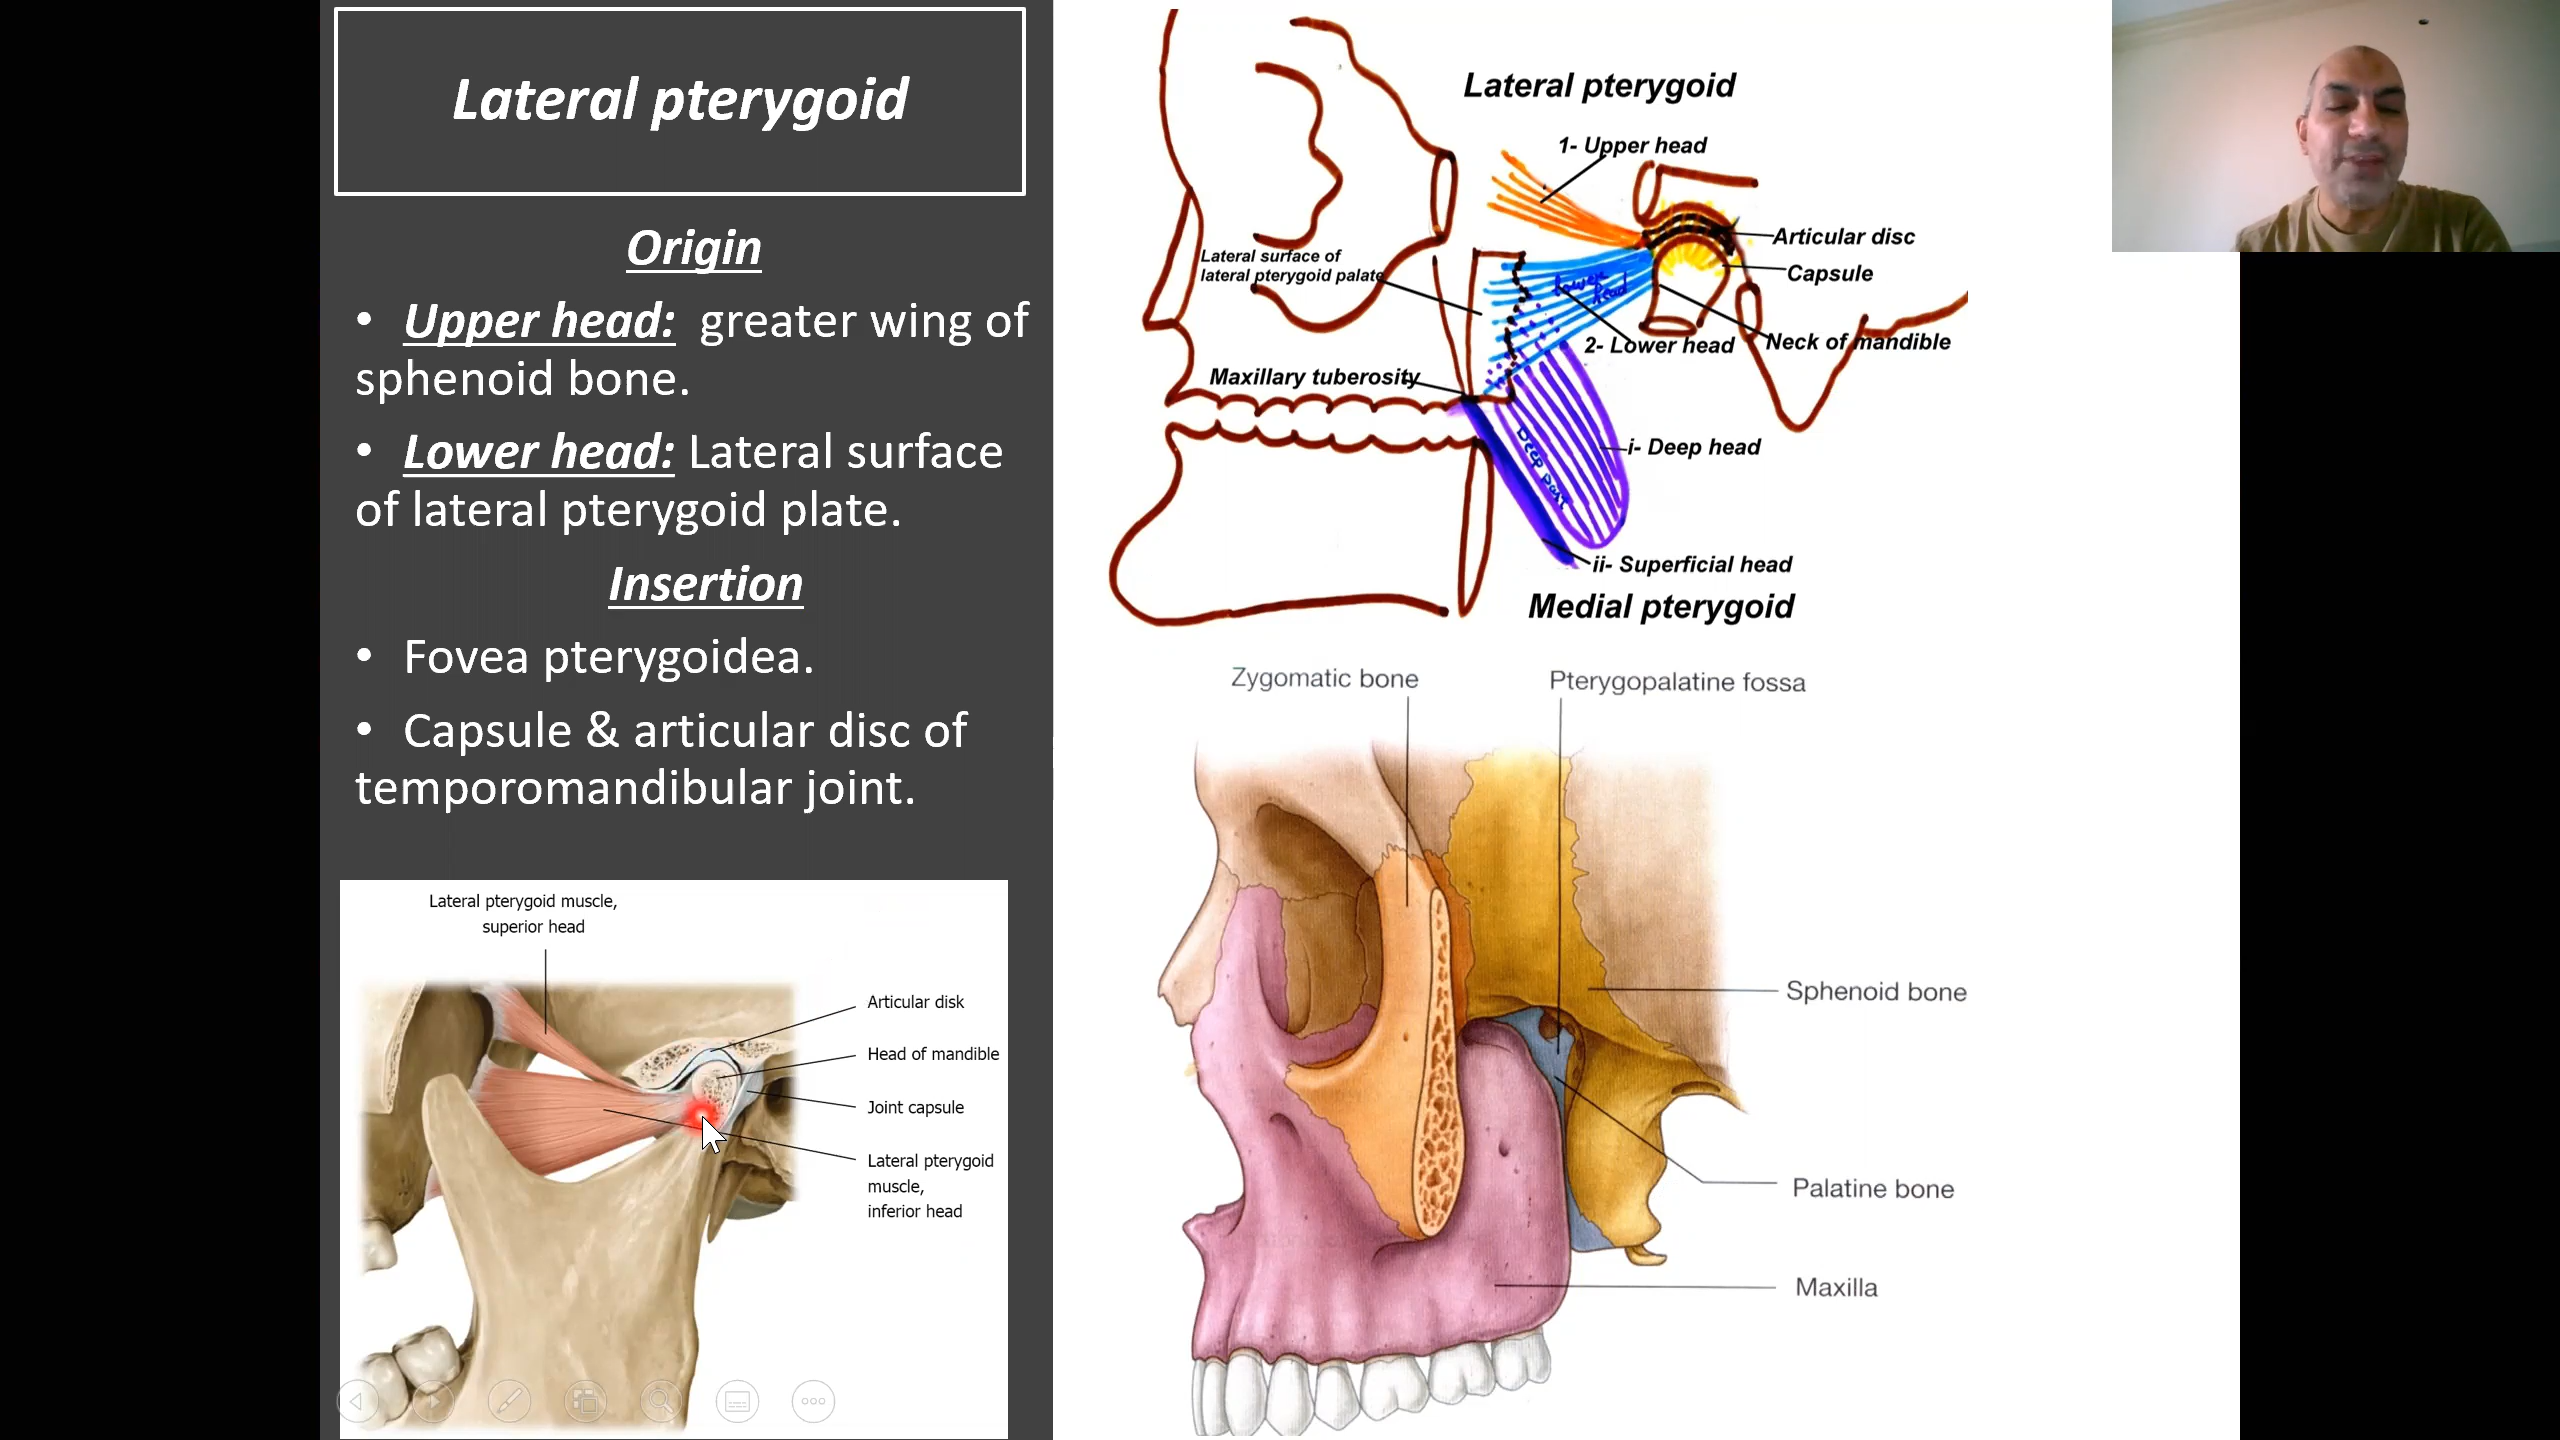 Lateral pterygoid
Origin
• Upper head: greater wing of
sphenoid bone.
• Lower head: Lateral surface
of lateral pterygoid plate.
Insertion
• Fovea pterygoidea.
• Capsule & articular disc of
temporomandibular joint.
Lateral pterygoid muscle,
superior head
Articular disk
Head of mandible
Joint capsule
Lateral pterygoid
muscle,
inferior head
Lateral pterygoid
1- Upper head
Articular disc
Capsule
Lateral surface of
lateral pterygoid palate
Lower
head
2- Lower head
Neck of mandible
Maxillary tuberosity
i- Deep head
Deep part
ii- Superficial head
Medial pterygoid
Zygomatic bone
Pterygopalatine fossa
Sphenoid bone
Palatine bone
Maxilla